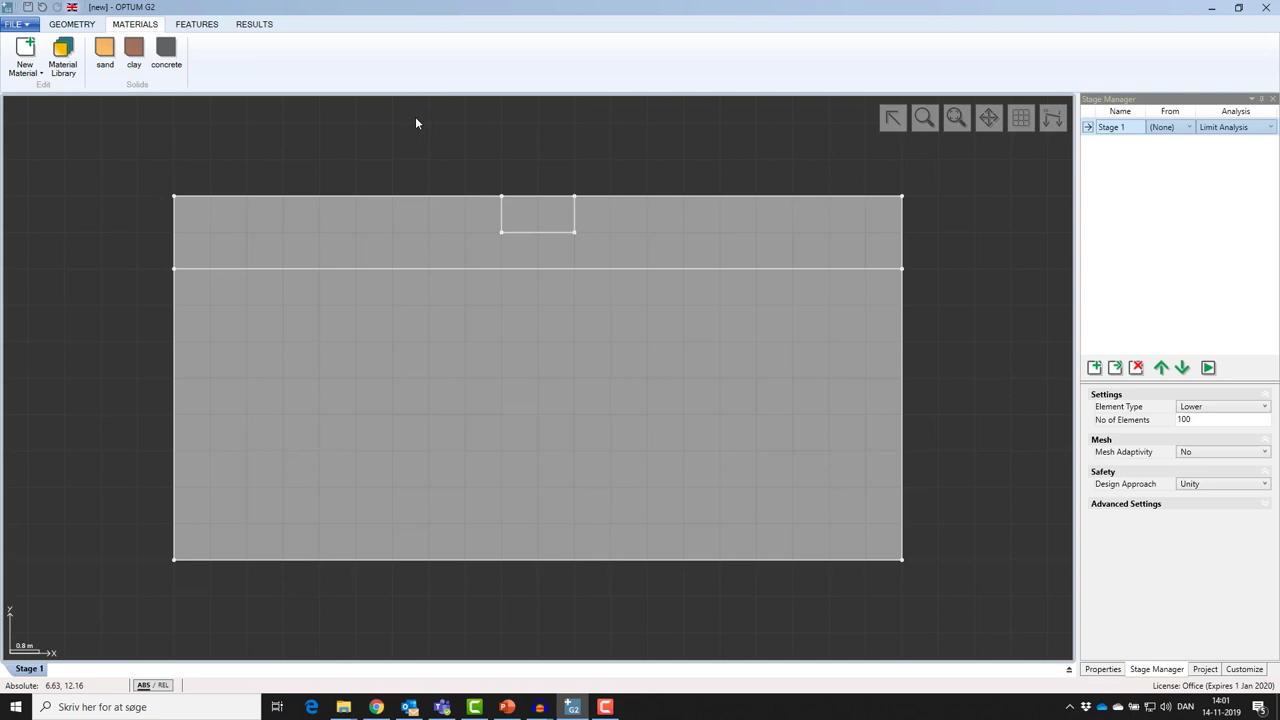 [new] - OPTUM G2
FILE GEOMETRY MATERIALS FEATURES RESULTS
New Material
Material Library
sand clay concrete
Edit Solids
Stage Manager
Name From Analysis
Stage 1 (None) Limit Analysis
Settings
Element Type Lower
No of Elements 100
Mesh
Mesh Adaptivity No
Safety
Design Approach Unity
Advanced Settings
Y
0.8 m
X
Stage 1
Properties Stage Manager Project Customize
Absolute: 6.63, 12.16 ABS / REL License: Office (Expires 1 Jan 2020)
Skriv her for at søge
G2
DAN
14:01
14-11-2019